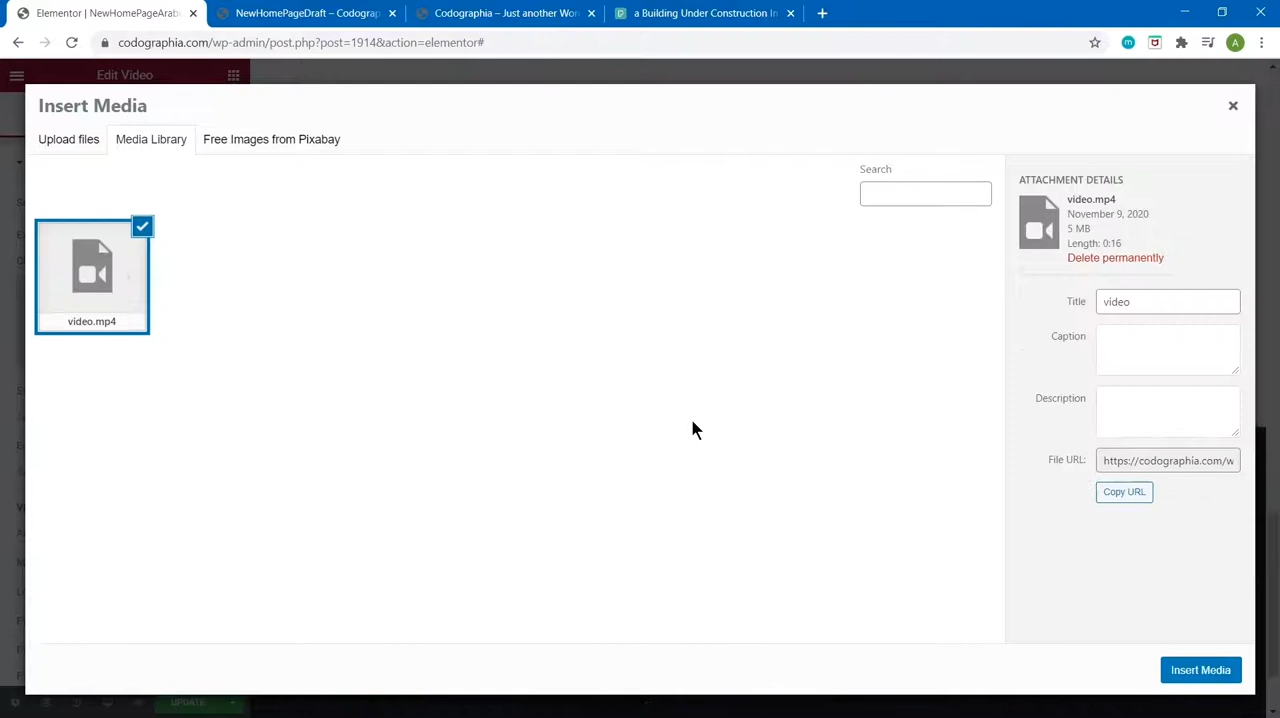 Elementor | NewHomePageArab
NewHomePageDraft – Codograp
Codographia – Just another Wor
a Building Under Construction In
codographia.com/wp-admin/post.php?post=1914&action=elementor#
A
Edit Video
Insert Media
Upload files
Media Library
Free Images from Pixabay
Search
video.mp4
ATTACHMENT DETAILS
video.mp4
November 9, 2020
5 MB
Length: 0:16
Delete permanently
Title
video
Caption
Description
File URL:
https://codographia.com/w
Copy URL
Insert Media
UPDATE